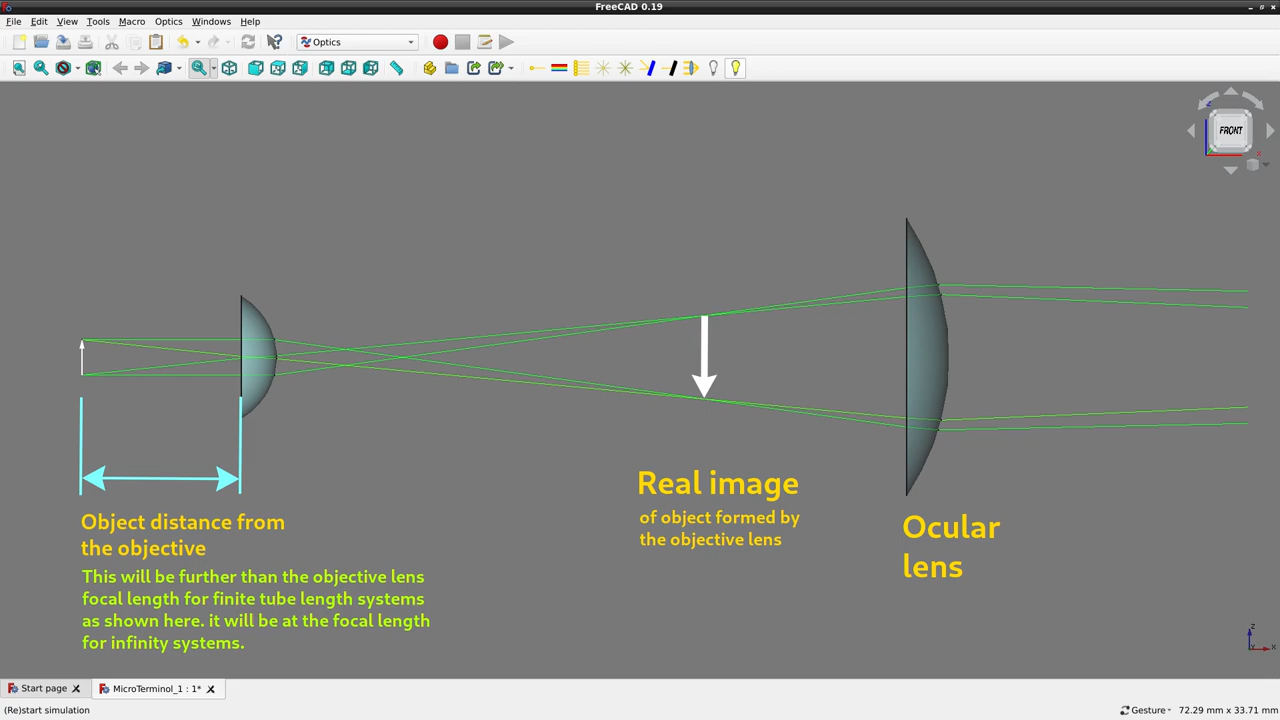 FreeCAD 0.19
File Edit View Tools Macro Optics Windows Help
Optics
FRONT
Z
X
Object distance from
the objective
This will be further than the objective lens
focal length for finite tube length systems
as shown here. it will be at the focal length
for infinity systems.
Real image
of object formed by
the objective lens
Ocular
lens
Z
Y X
Start page MicroTerminol_1 : 1*
(Re)start simulation Gesture 72.29 mm x 33.71 mm